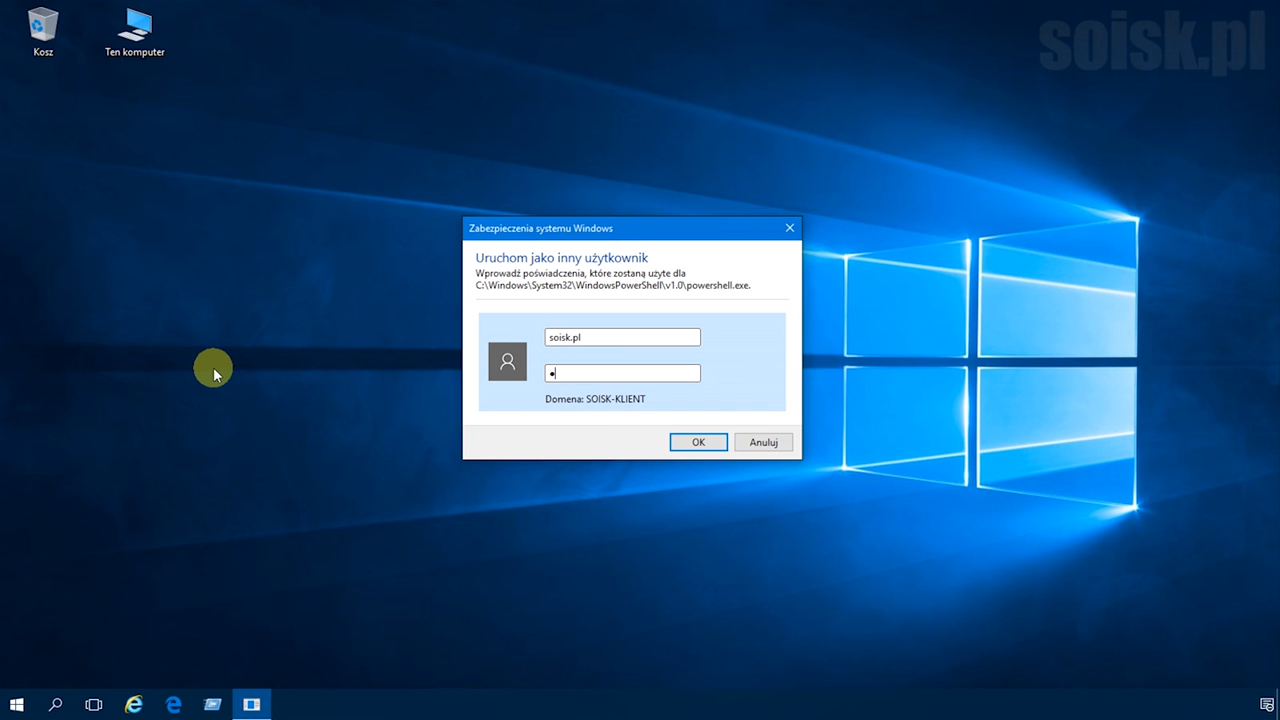 soisk.pl
Kosz
Ten komputer
Zabezpieczenia systemu Windows
Uruchom jako inny użytkownik
Wprowadź poświadczenia, które zostaną użyte dla
C:\Windows\System32\WindowsPowerShell\v1.0\powershell.exe.
soisk.pl
Domena: SOISK-KLIENT
OK
Anuluj